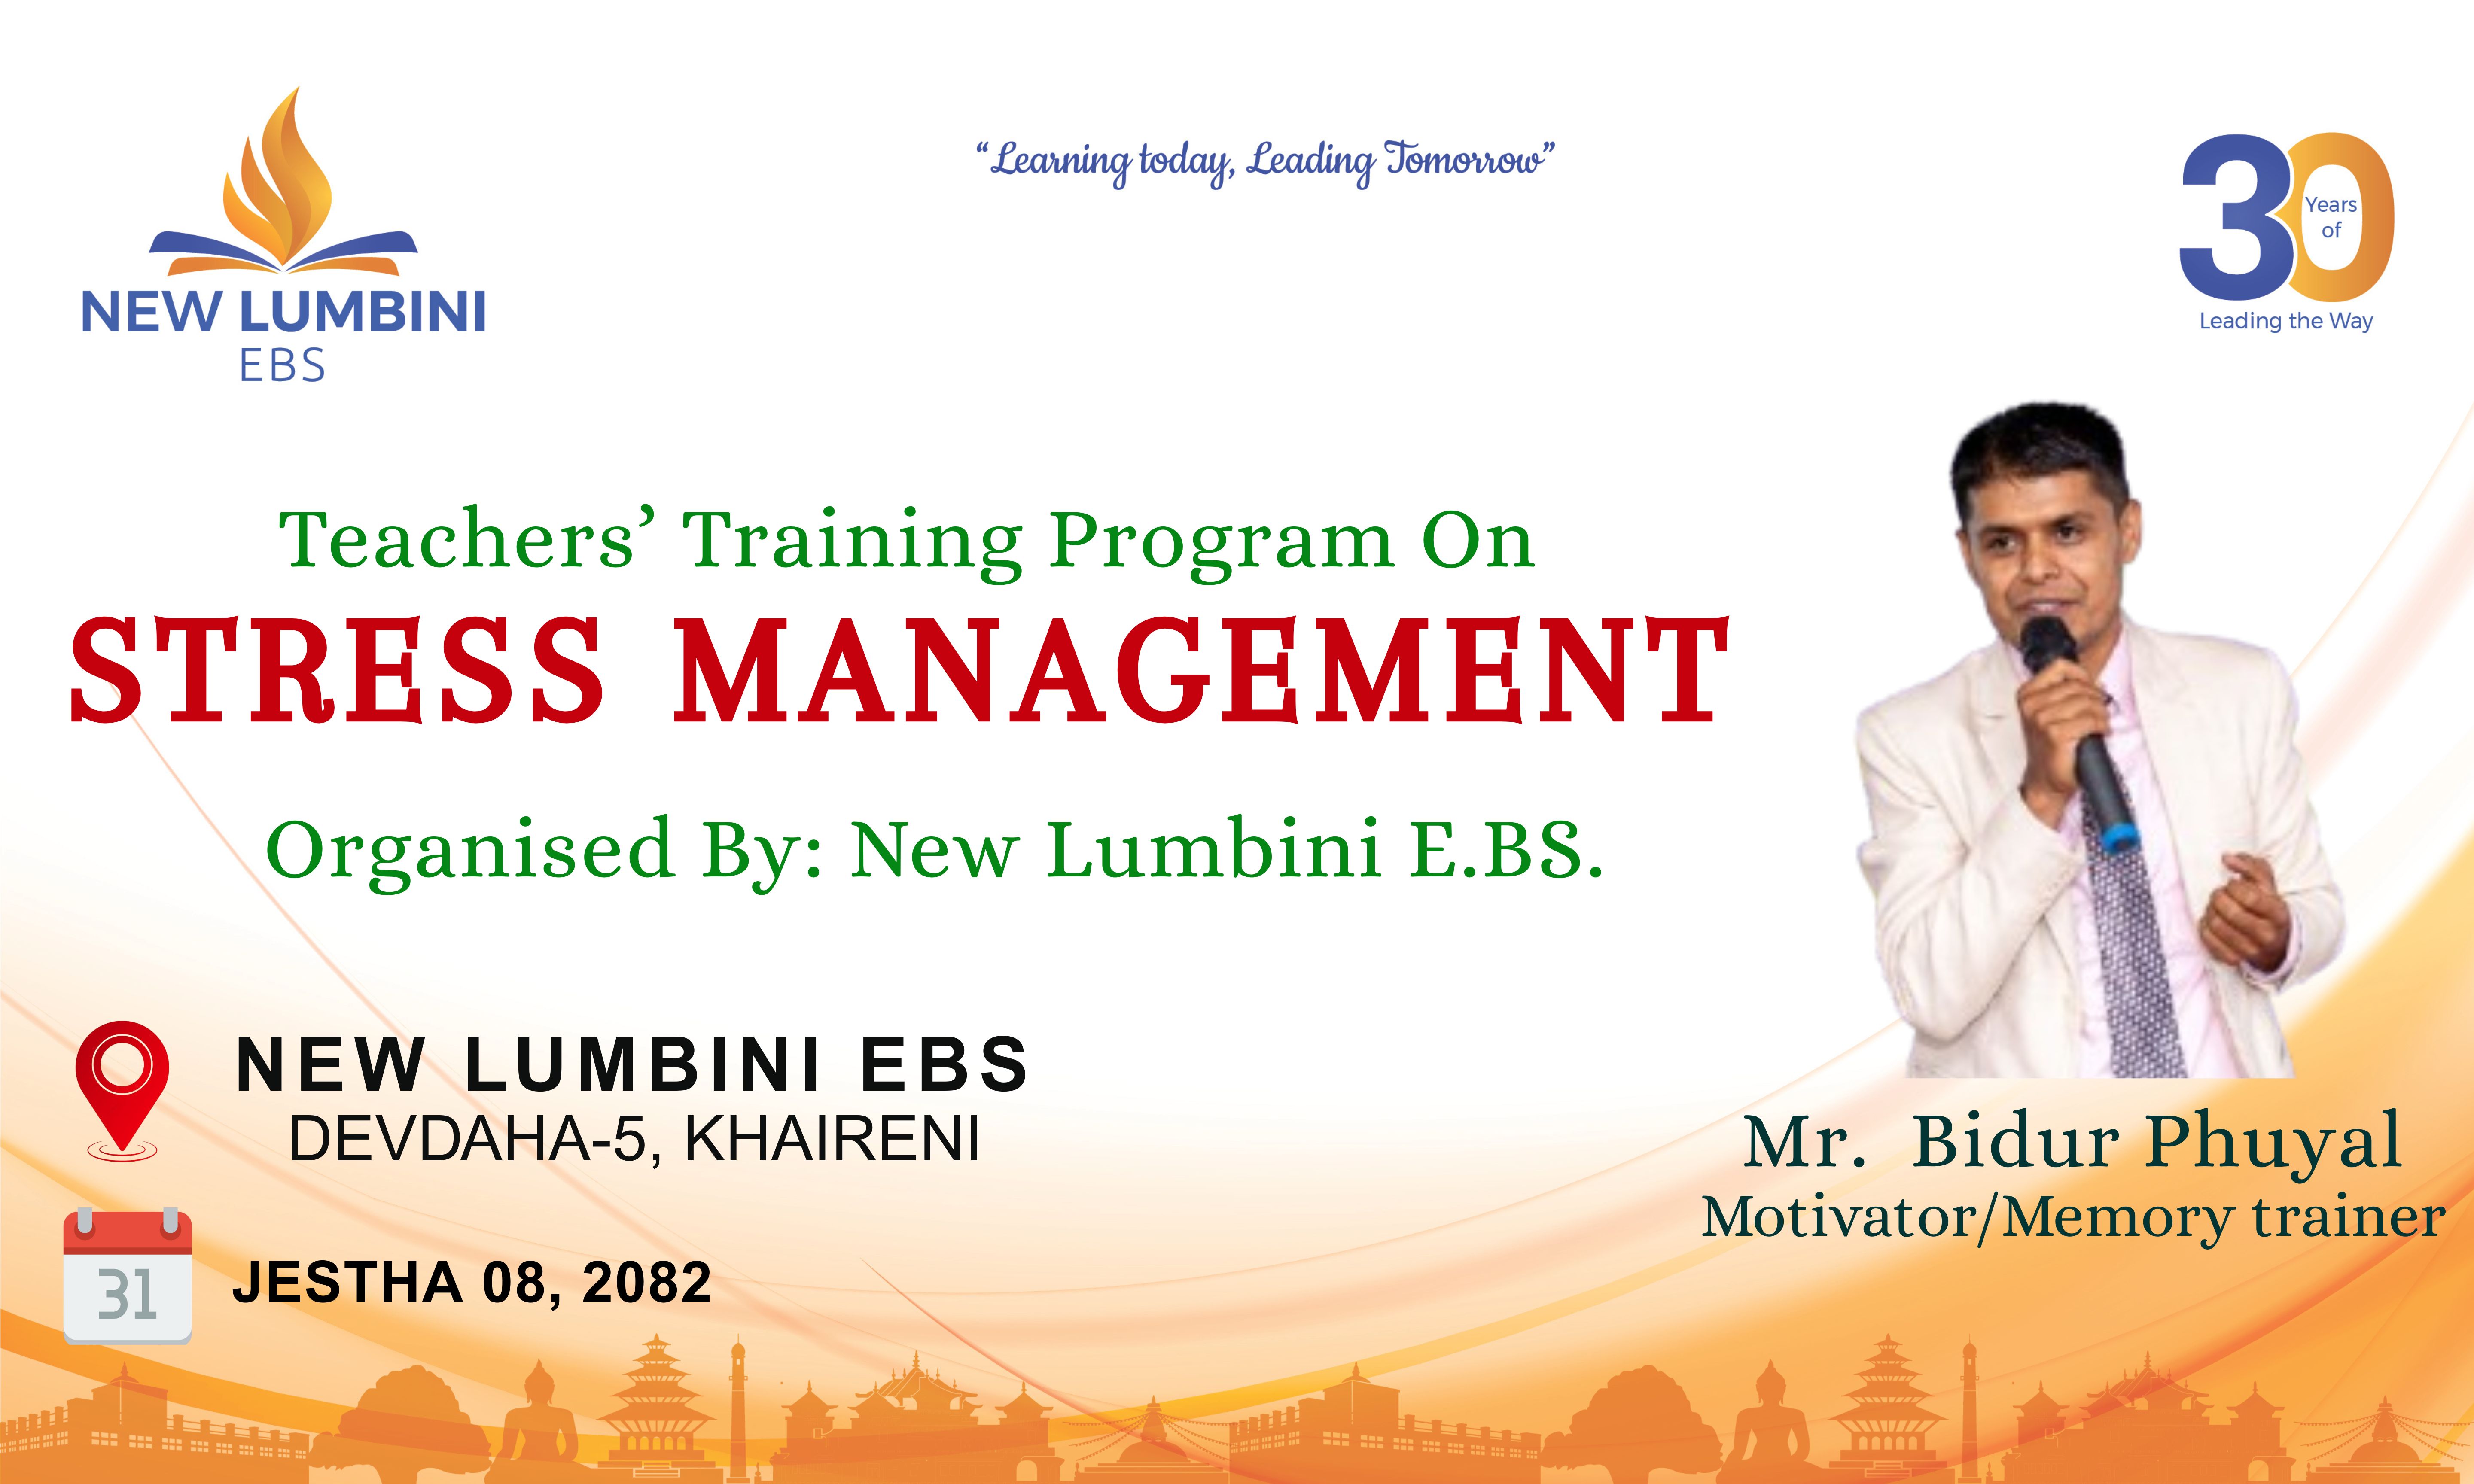 NEW LUMBINI
EBS
“Learning today, Leading Tomorrow”
30
Years
of
Leading the Way
Teachers’ Training Program On
STRESS MANAGEMENT
Organised By: New Lumbini E.BS.
NEW LUMBINI EBS
DEVDAHA-5, KHAIRENI
31
JESTHA 08, 2082
Mr. Bidur Phuyal
Motivator/Memory trainer